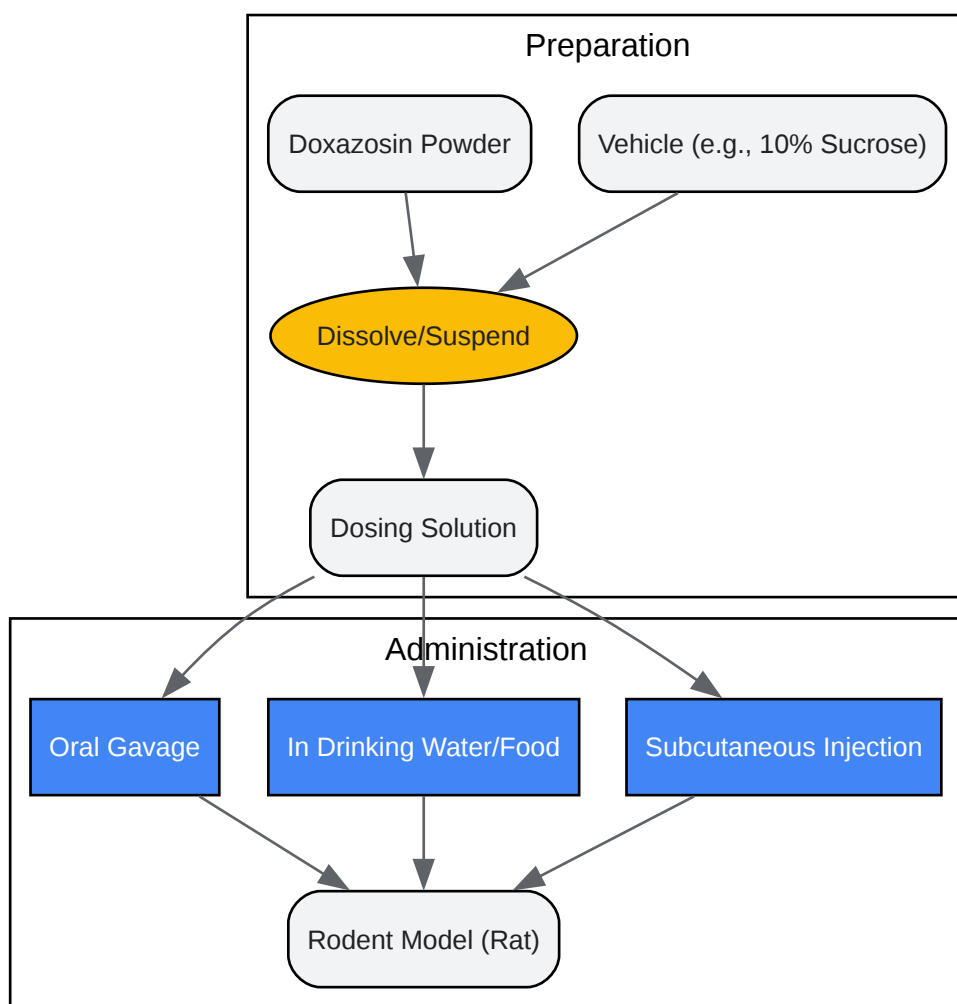 Preparation
Doxazosin Powder
Vehicle (e.g., 10% Sucrose)
Dissolve/Suspend
Dosing Solution
Administration
Oral Gavage
In Drinking Water/Food
Subcutaneous Injection
Rodent Model (Rat)